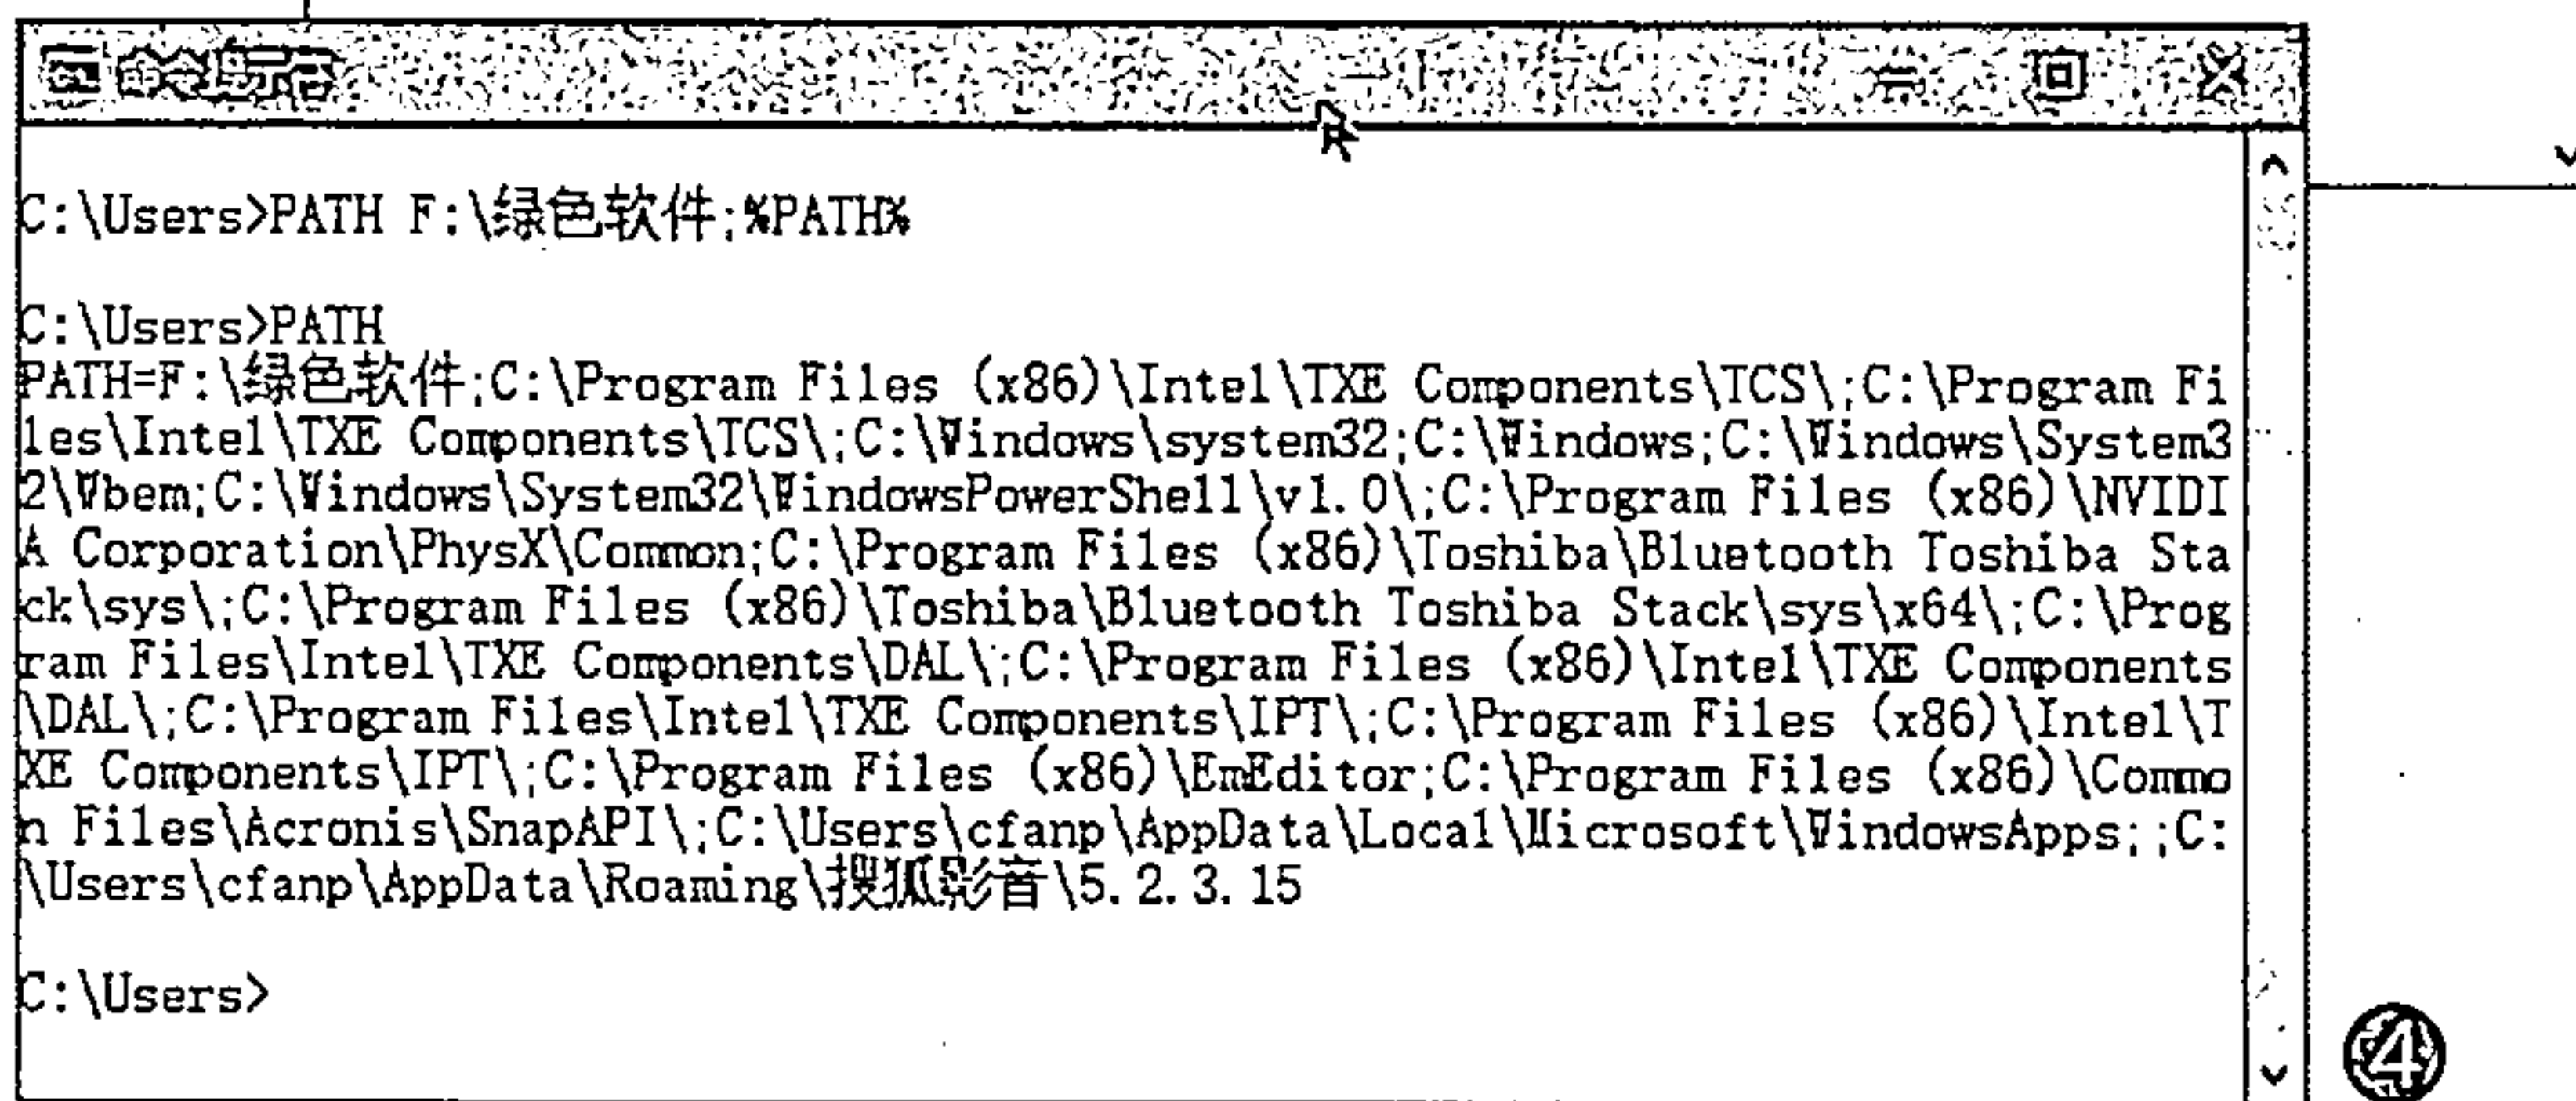 命令提示符
C:\Users>PATH F:\绿色软件;%PATH%
C:\Users>PATH
PATH=F:\绿色软件;C:\Program Files (x86)\Intel\TXE Components\TCS\;C:\Program Fi
les\Intel\TXE Components\TCS\;C:\Windows\system32;C:\Windows;C:\Windows\System3
2\Wbem;C:\Windows\System32\WindowsPowerShell\v1.0\;C:\Program Files (x86)\NVIDI
A Corporation\PhysX\Common;C:\Program Files (x86)\Toshiba\Bluetooth Toshiba Sta
ck\sys\;C:\Program Files (x86)\Toshiba\Bluetooth Toshiba Stack\sys\x64\;C:\Prog
ram Files\Intel\TXE Components\DAL\;C:\Program Files (x86)\Intel\TXE Components
\DAL\;C:\Program Files\Intel\TXE Components\IPT\;C:\Program Files (x86)\Intel\T
XE Components\IPT\;C:\Program Files (x86)\EmEditor;C:\Program Files (x86)\Commo
n Files\Acronis\SnapAPI\;C:\Users\cfanp\AppData\Local\Microsoft\WindowsApps;;C:
\Users\cfanp\AppData\Roaming\搜狐影音\5.2.3.15
C:\Users>
④